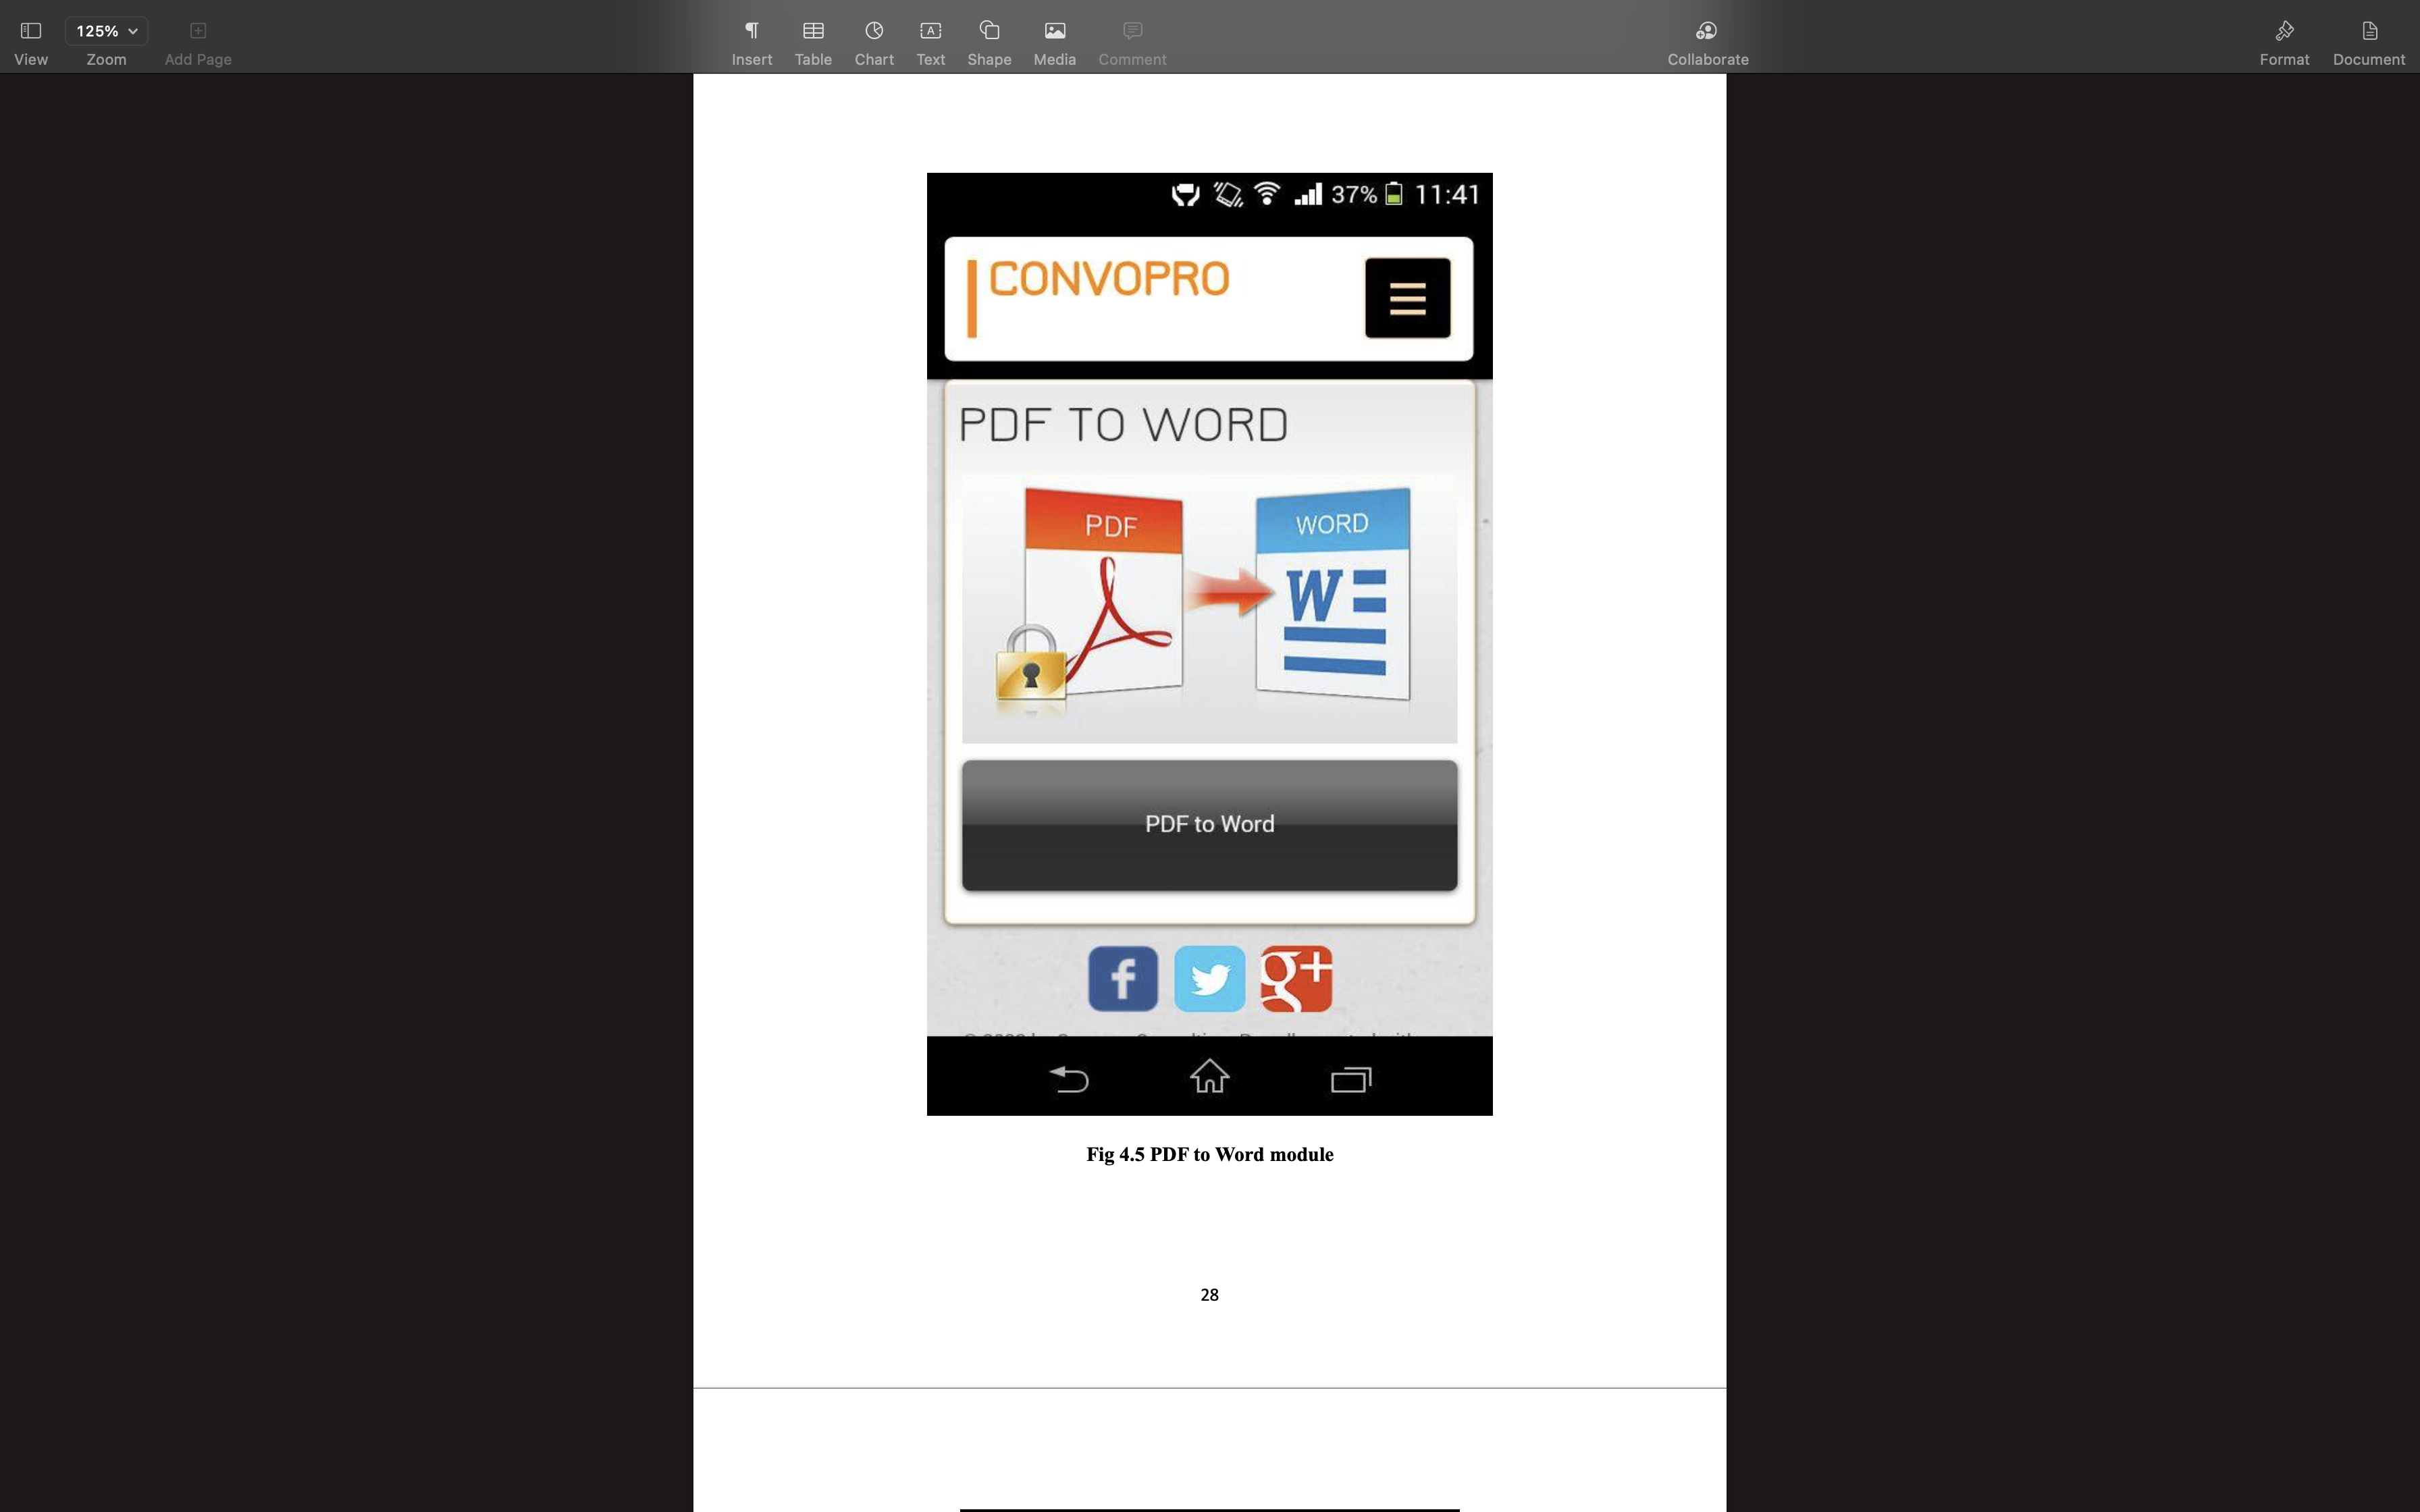 125%
View
Zoom
Add Page
Insert
Table
Chart
Text
Shape
Media
Comment
Collaborate
Format
Document
37% 11:41
CONVOPRO
PDF TO WORD
PDF
WORD
W
PDF to Word
f
g+
Fig 4.5 PDF to Word module
28